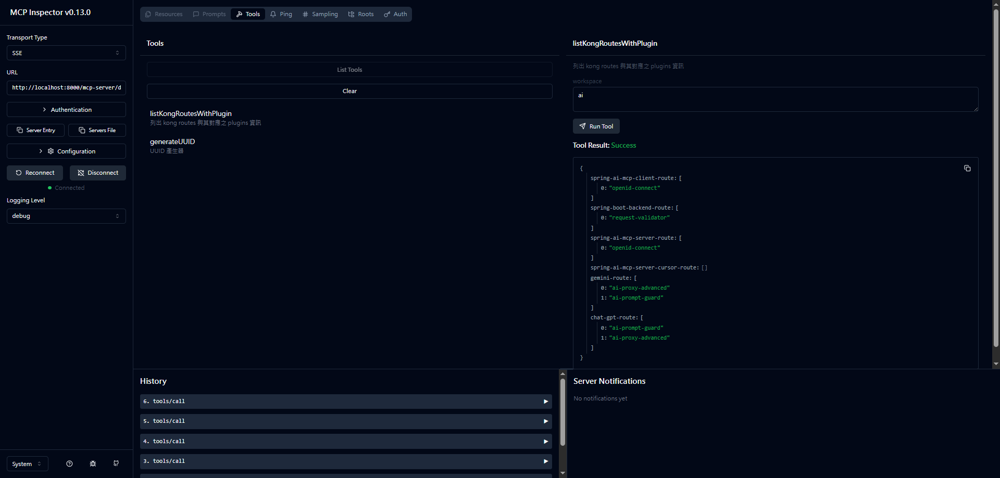 MCP Inspector v0.13.0
Transport Type
SSE
URL
http://localhost:8000/mcp-server/d
Authentication
Server Entry
Servers File
Configuration
Reconnect
Disconnect
Connected
Logging Level
debug
System
Resources
Prompts
Tools
Ping
Sampling
Roots
Auth
Tools
List Tools
Clear
listKongRoutesWithPlugin
列出 kong routes 與其對應之 plugins 資訊
generateUUID
UUID 產生器
listKongRoutesWithPlugin
列出 kong routes 與其對應之 plugins 資訊
workspace
ai
Run Tool
Tool Result: Success
{
spring-ai-mcp-client-route: [
0: "openid-connect"
]
spring-boot-backend-route: [
0: "request-validator"
]
spring-ai-mcp-server-route: [
0: "openid-connect"
]
spring-ai-mcp-server-cursor-route: []
gemini-route: [
0: "ai-proxy-advanced"
1: "ai-prompt-guard"
]
chat-gpt-route: [
0: "ai-prompt-guard"
1: "ai-proxy-advanced"
]
}
History
6. tools/call
5. tools/call
4. tools/call
3. tools/call
Server Notifications
No notifications yet